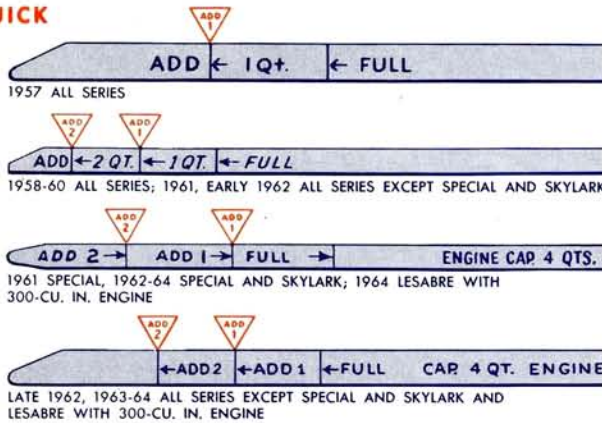 UICK
ADD 1
ADD ← 1 Qt. ← FULL
1957 ALL SERIES
ADD 2 ADD 1
ADD ← 2 QT. ← 1 QT. ← FULL
1958-60 ALL SERIES; 1961, EARLY 1962 ALL SERIES EXCEPT SPECIAL AND SKYLARK
ADD 2 ADD 1
ADD 2 → ADD 1 → FULL → ENGINE CAP. 4 QTS.
1961 SPECIAL, 1962-64 SPECIAL AND SKYLARK; 1964 LESABRE WITH
300-CU. IN. ENGINE
ADD 2 ADD 1
← ADD 2 ← ADD 1 ← FULL CAP. 4 QT. ENGINE
LATE 1962, 1963-64 ALL SERIES EXCEPT SPECIAL AND SKYLARK AND
LESABRE WITH 300-CU. IN. ENGINE